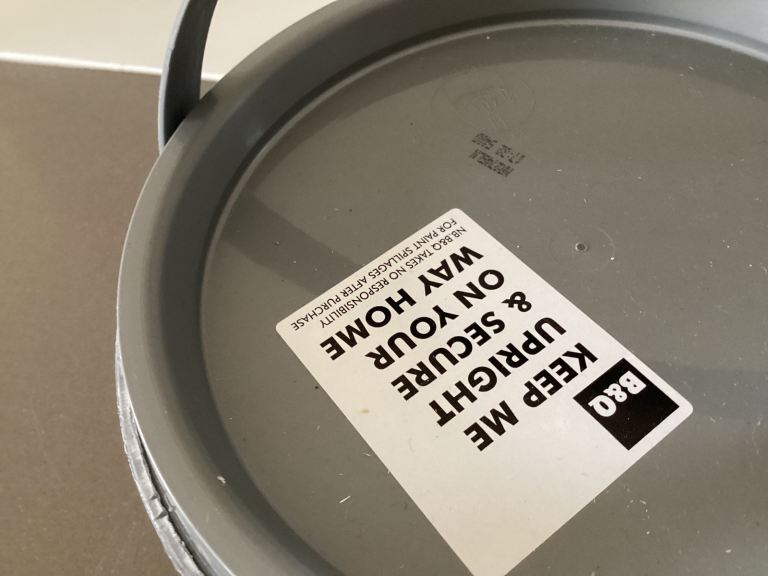 B&Q
KEEP ME
UPRIGHT
& SECURE
ON YOUR
WAY HOME
NB.B&Q TAKES NO RESPONSIBILITY
FOR PAINT SPILLAGES AFTER PURCHASE